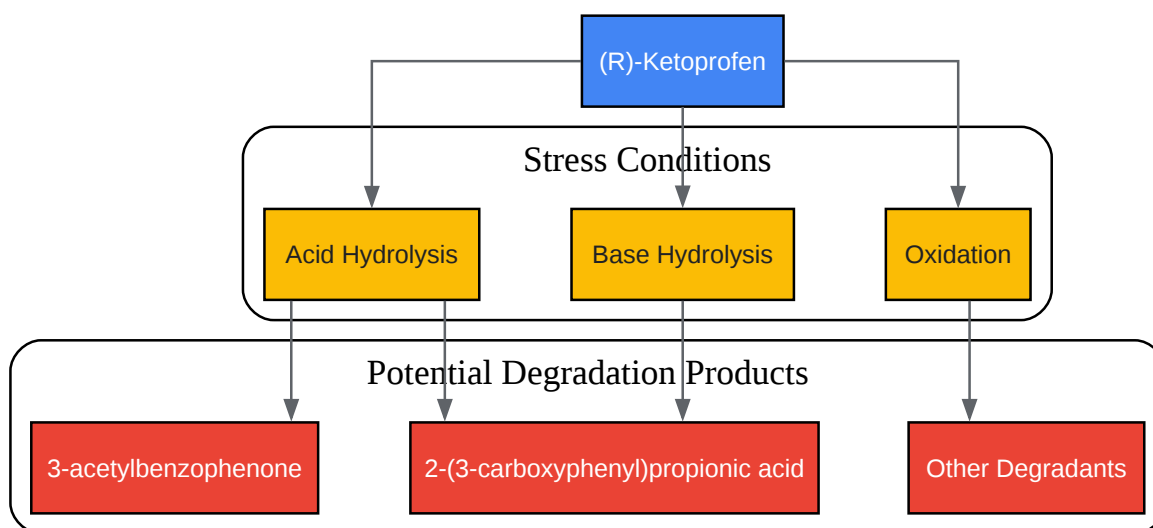 (R)-Ketoprofen
Stress Conditions
Acid Hydrolysis
Base Hydrolysis
Oxidation
Potential Degradation Products
3-acetylbenzophenone
2-(3-carboxyphenyl)propionic acid
Other Degradants